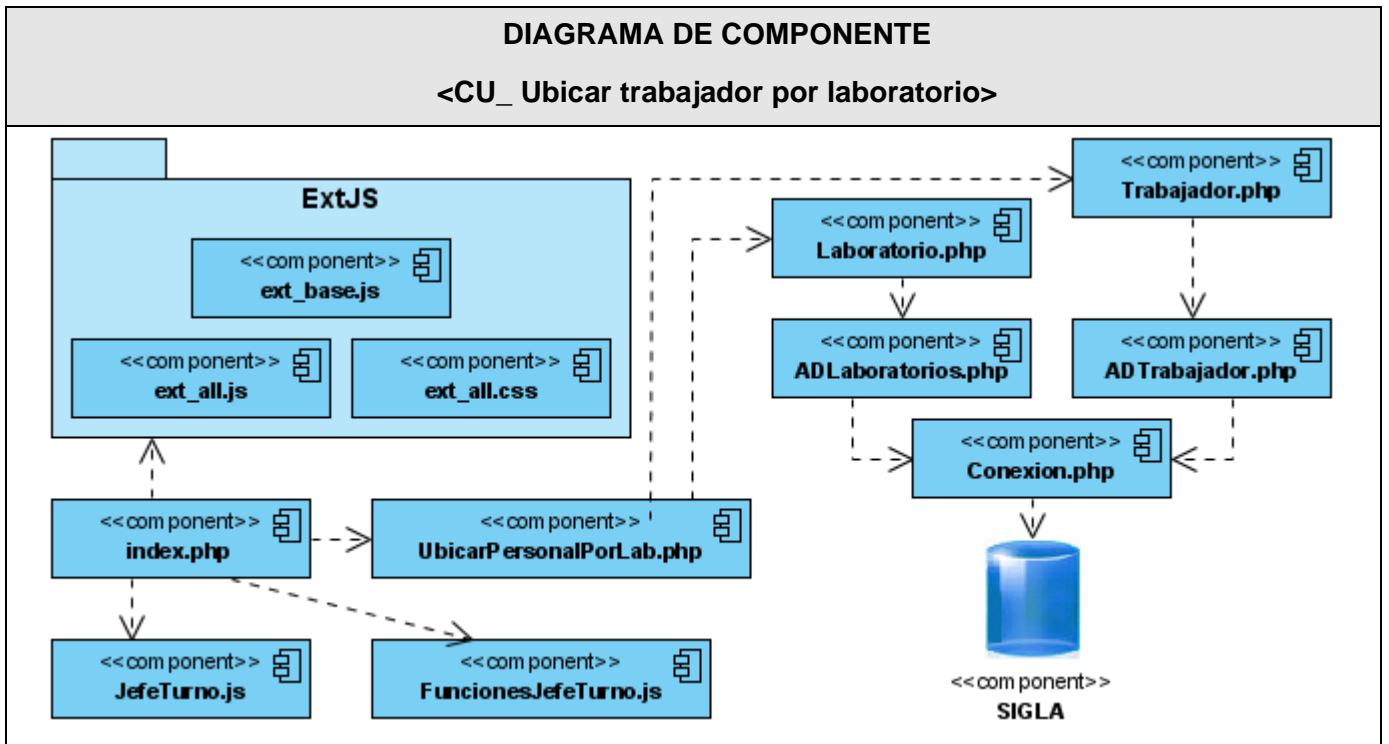 DIAGRAMA DE COMPONENTE
<CU_ Ubicar trabajador por laboratorio>
ExtJS
<<component>>
ext_base.js
<<component>>
ext_all.js
<<component>>
ext_all.css
<<component>>
Trabajador.php
<<component>>
Laboratorio.php
<<component>>
ADLaboratorios.php
<<component>>
ADTrabajador.php
<<component>>
Conexion.php
<<component>>
index.php
<<component>>
UbicarPersonalPorLab.php
<<component>>
JefeTurno.js
<<component>>
FuncionesJefeTurno.js
<<component>>
SIGLA